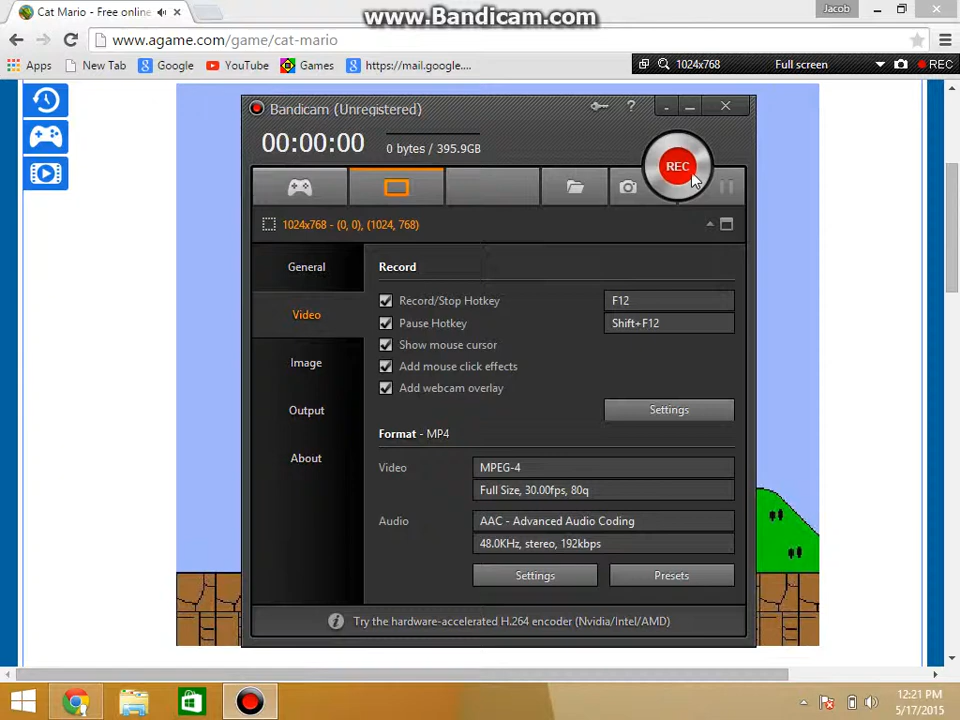 Cat Mario - Free online
www.Bandicam.com
Jacob
www.agame.com/game/cat-mario
Apps New Tab Google YouTube Games https://mail.google....
1024x768 Full screen REC
Bandicam (Unregistered)
00:00:00 0 bytes / 395.9GB
REC
1024x768 - (0, 0), (1024, 768)
General
Video
Image
Output
About
Record
Record/Stop Hotkey F12
Pause Hotkey Shift+F12
Show mouse cursor
Add mouse click effects
Add webcam overlay
Settings
Format - MP4
Video MPEG-4
Full Size, 30.00fps, 80q
Audio AAC - Advanced Audio Coding
48.0KHz, stereo, 192kbps
Settings Presets
Try the hardware-accelerated H.264 encoder (Nvidia/Intel/AMD)
12:21 PM
5/17/2015